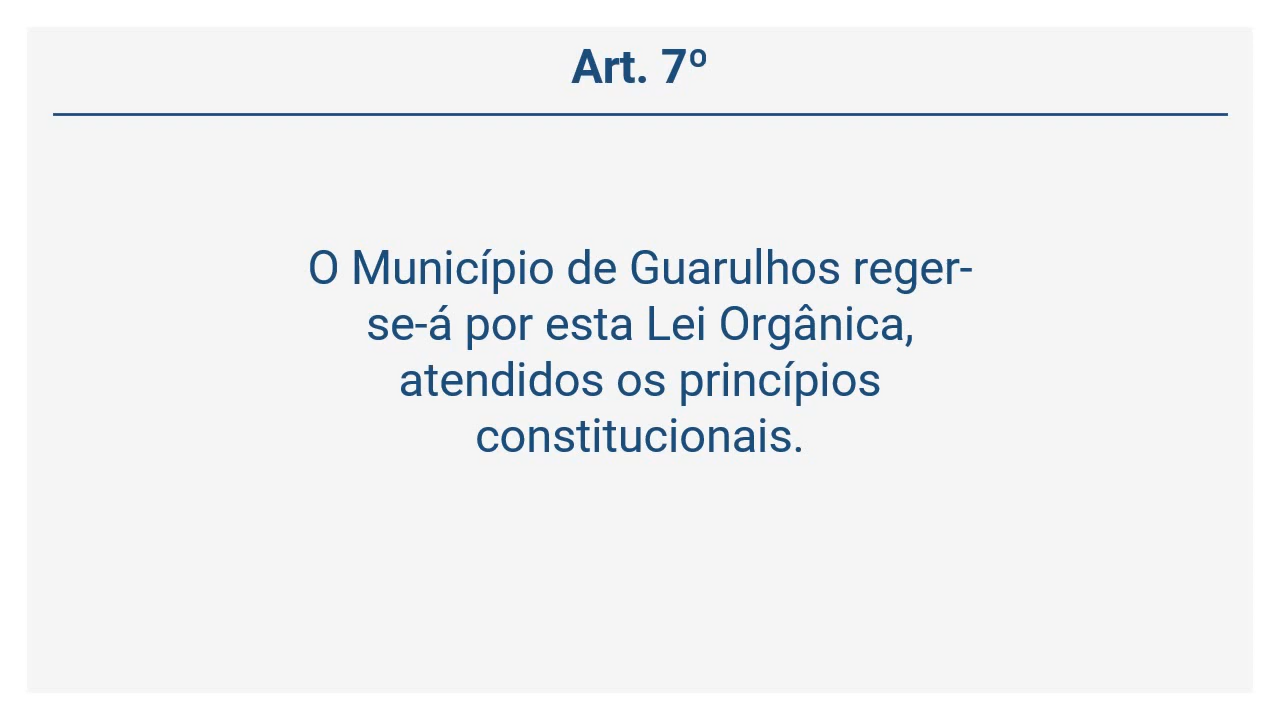 Art. 7º
O Município de Guarulhos reger-
se-á por esta Lei Orgânica,
atendidos os princípios
constitucionais.